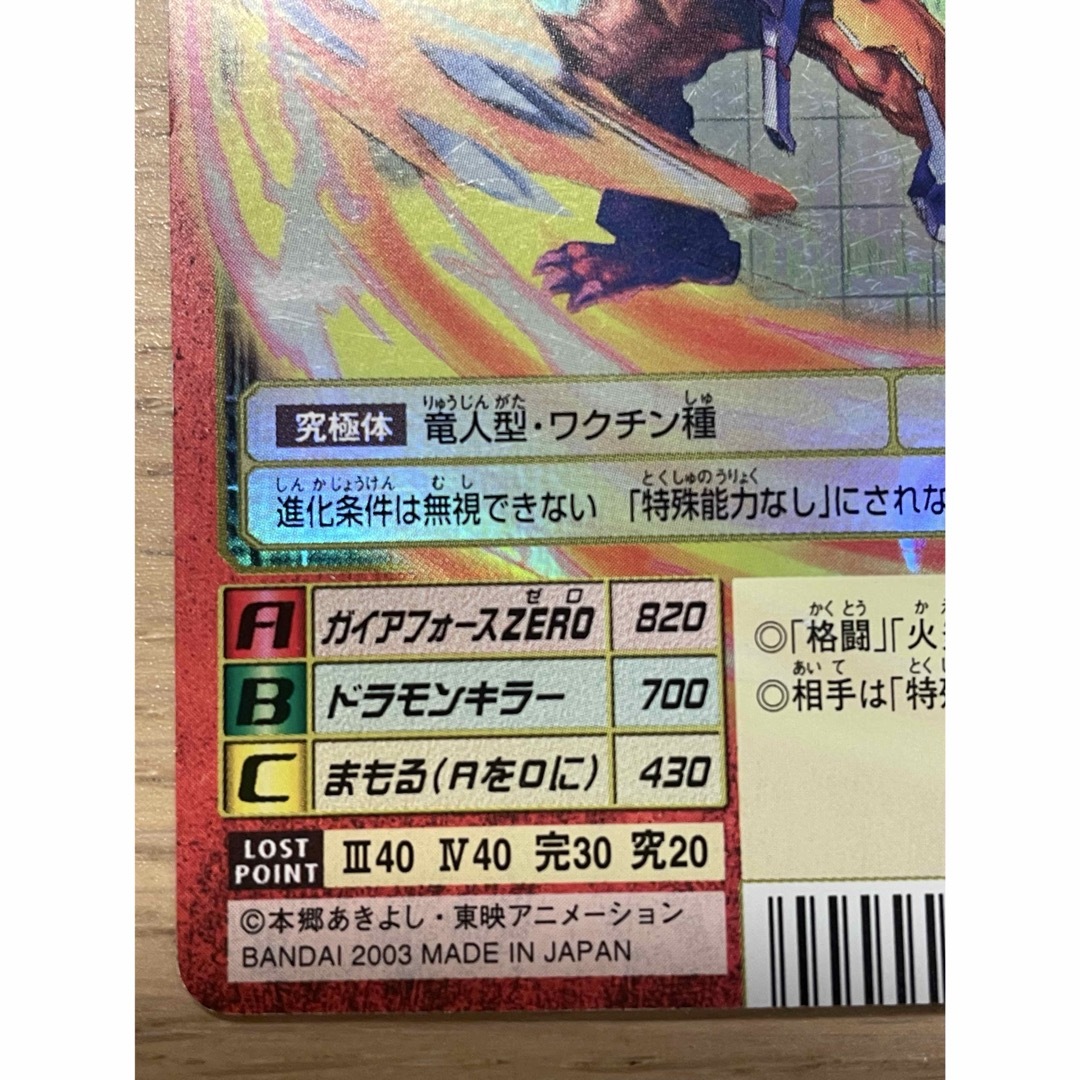 究極体 竜人型・ワクチン種
りゅうじん がた しゅ
しん か じょうけん む し とくしゅのうりょく
進化条件は無視できない 「特殊能力なし」にされな
A ガイアフォースZERO 820
ゼロ
B ドラモンキラー 700
C まもる(Aを0に) 430
LOST POINT Ⅲ40 Ⅳ40 完30 究20
かくとう か
◎「格闘」「火
あいて とく
◎相手は「特殊
©本郷あきよし・東映アニメーション
BANDAI 2003 MADE IN JAPAN